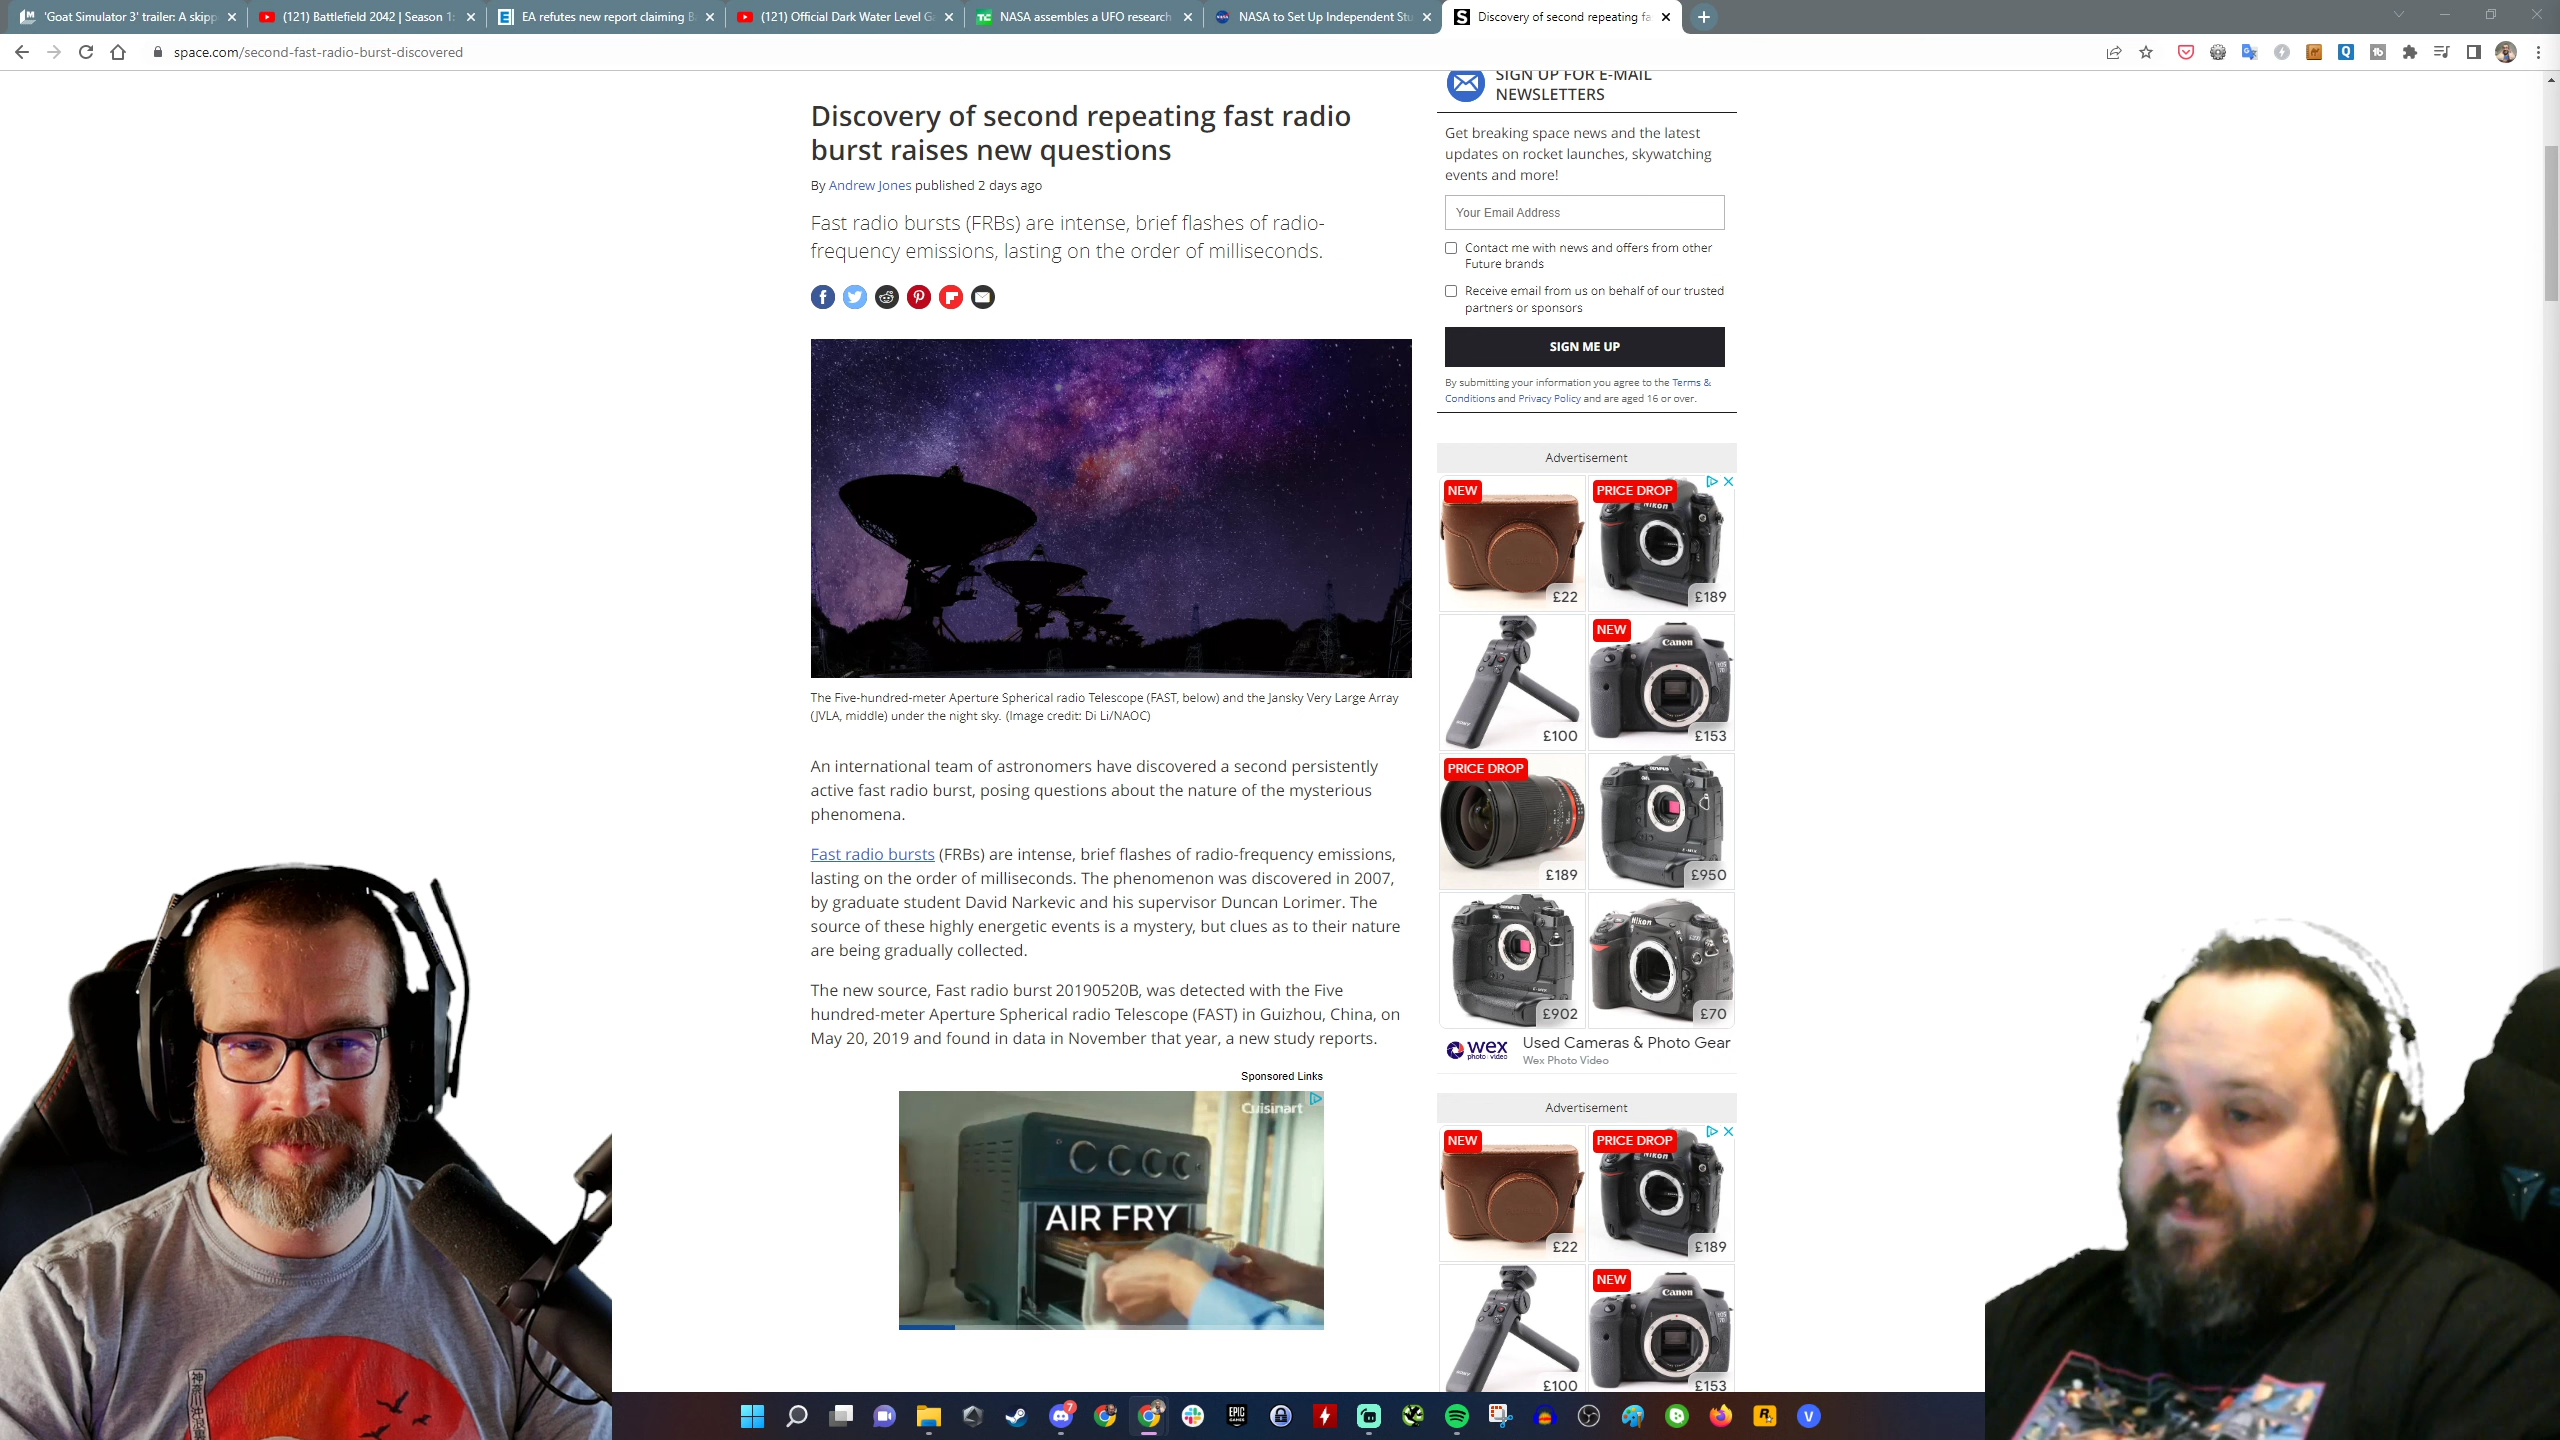 'Goat Simulator 3' trailer: A skipp
(121) Battlefield 2042 | Season 1:
EA refutes new report claiming B
(121) Official Dark Water Level G
NASA assembles a UFO research
NASA to Set Up Independent Stu
Discovery of second repeating fa
space.com/second-fast-radio-burst-discovered
Discovery of second repeating fast radio
burst raises new questions
By Andrew Jones published 2 days ago
Fast radio bursts (FRBs) are intense, brief flashes of radio-
frequency emissions, lasting on the order of milliseconds.
The Five-hundred-meter Aperture Spherical radio Telescope (FAST, below) and the Jansky Very Large Array
(JVLA, middle) under the night sky. (Image credit: Di Li/NAOC)
An international team of astronomers have discovered a second persistently
active fast radio burst, posing questions about the nature of the mysterious
phenomena.
Fast radio bursts (FRBs) are intense, brief flashes of radio-frequency emissions,
lasting on the order of milliseconds. The phenomenon was discovered in 2007,
by graduate student David Narkevic and his supervisor Duncan Lorimer. The
source of these highly energetic events is a mystery, but clues as to their nature
are being gradually collected.
The new source, Fast radio burst 20190520B, was detected with the Five
hundred-meter Aperture Spherical radio Telescope (FAST) in Guizhou, China, on
May 20, 2019 and found in data in November that year, a new study reports.
Sponsored Links
Cuisinart
AIR FRY
SIGN UP FOR E-MAIL
NEWSLETTERS
Get breaking space news and the latest
updates on rocket launches, skywatching
events and more!
Your Email Address
Contact me with news and offers from other
Future brands
Receive email from us on behalf of our trusted
partners or sponsors
SIGN ME UP
By submitting your information you agree to the Terms &
Conditions and Privacy Policy and are aged 16 or over.
Advertisement
NEW
PRICE DROP
Nikon
£22
£189
NEW
Canon
£100
£153
PRICE DROP
OLYMPUS
£189
£950
OLYMPUS
Nikon
£902
£70
wex
photo video
Used Cameras & Photo Gear
Wex Photo Video
Advertisement
NEW
PRICE DROP
Nikon
£22
£189
NEW
Canon
£100
£153
神奈川沖浪裏
7
EPIC
GAMES